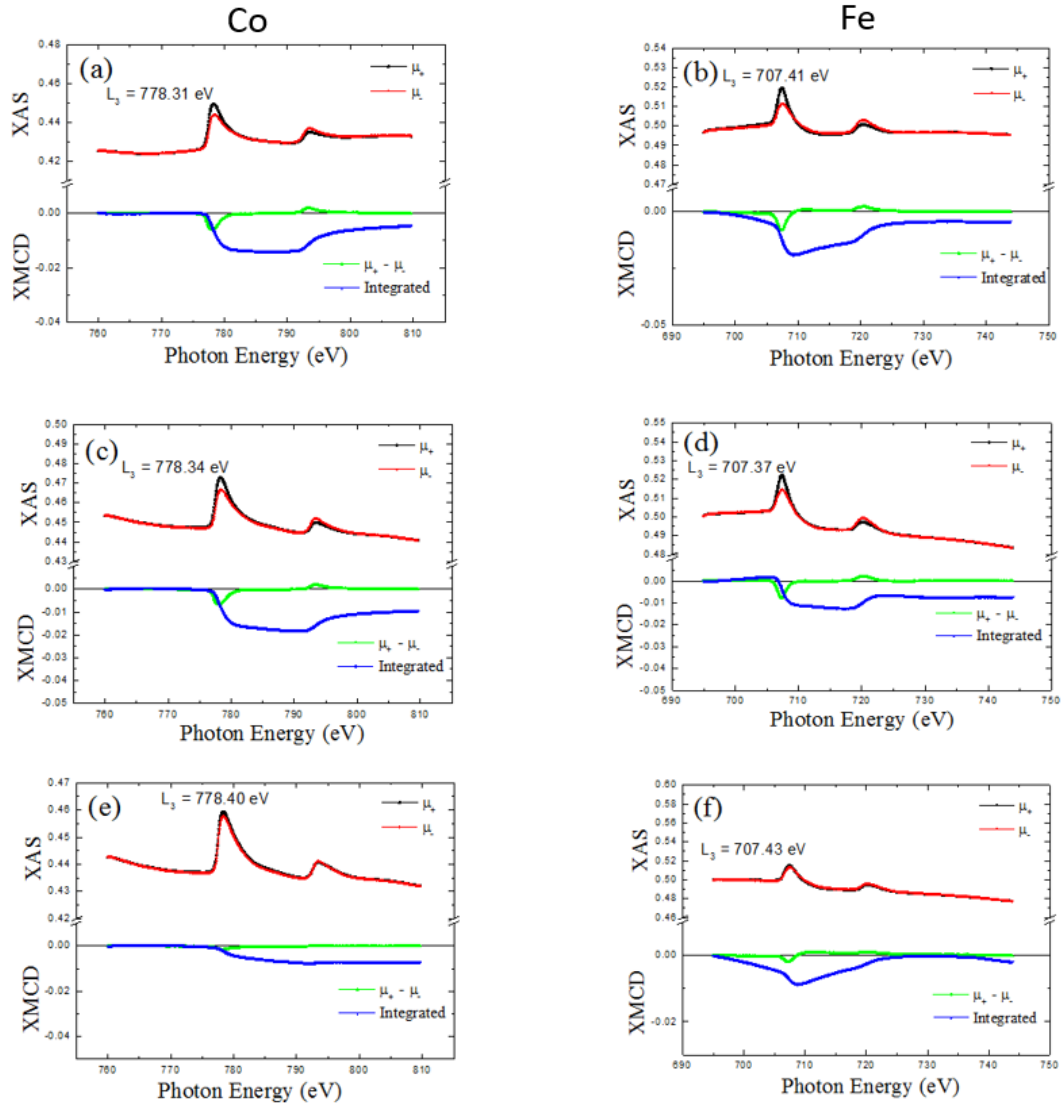 Co
Fe
(a)
L3 = 778.31 eV
μ+
μ-
XAS
0.48
0.46
0.44
0.42
XMCD
0.00
-0.02
-0.04
μ+ - μ-
Integrated
760 770 780 790 800 810
Photon Energy (eV)
(b)
L3 = 707.41 eV
μ+
μ-
XAS
0.54
0.53
0.52
0.51
0.50
0.49
0.48
0.47
XMCD
0.00
-0.05
μ+ - μ-
Integrated
690 700 710 720 730 740 750
Photon Energy (eV)
(c)
L3 = 778.34 eV
μ+
μ-
XAS
0.50
0.49
0.48
0.47
0.46
0.45
0.44
0.43
XMCD
0.00
-0.01
-0.02
-0.03
-0.04
-0.05
μ+ - μ-
Integrated
760 770 780 790 800 810
Photon Energy (eV)
(d)
L3 = 707.37 eV
μ+
μ-
XAS
0.55
0.54
0.53
0.52
0.51
0.50
0.49
0.48
XMCD
0.00
-0.01
-0.02
-0.03
-0.04
-0.05
μ+ - μ-
Integrated
690 700 710 720 730 740 750
Photon Energy (eV)
(e)
L3 = 778.40 eV
μ+
μ-
XAS
0.47
0.46
0.45
0.44
0.43
0.42
XMCD
0.00
-0.02
-0.04
μ+ - μ-
Integrated
760 770 780 790 800 810
Photon Energy (eV)
(f)
L3 = 707.43 eV
μ+
μ-
XAS
0.60
0.58
0.56
0.54
0.52
0.50
0.48
0.46
XMCD
0.00
-0.02
μ+ - μ-
Integrated
690 700 710 720 730 740 750
Photon Energy (eV)